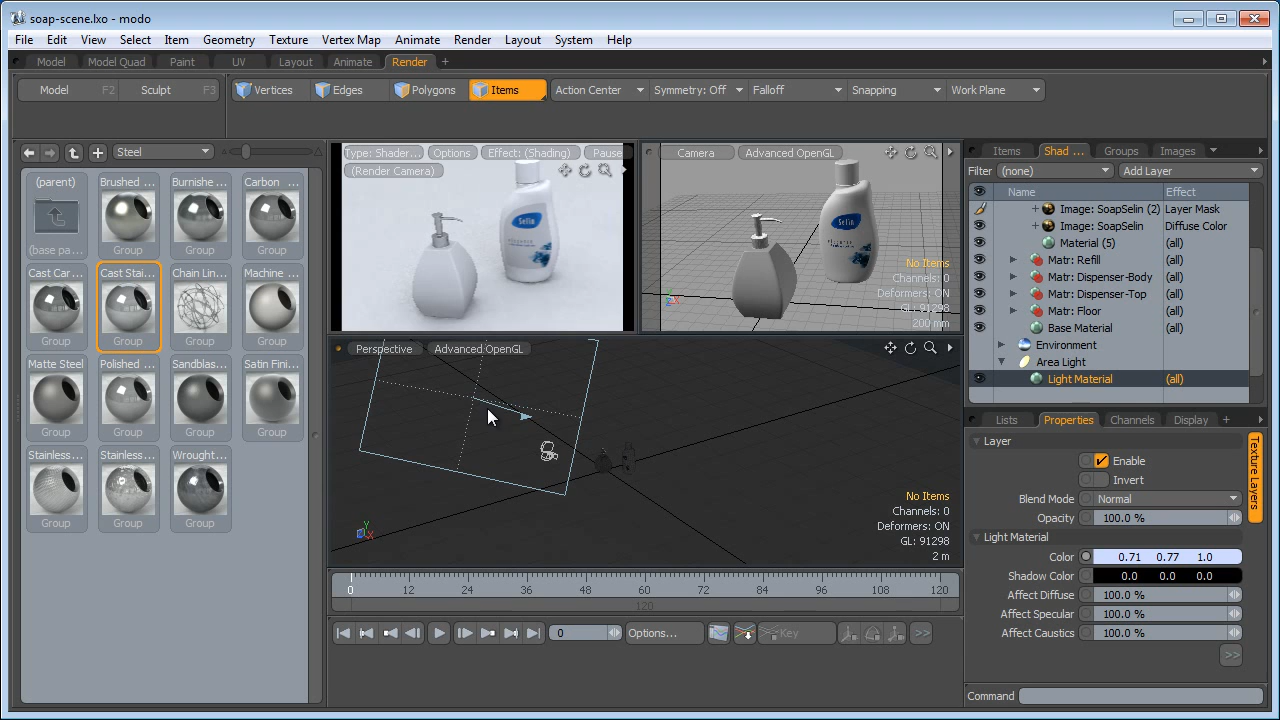 soap-scene.lxo - modo
File Edit View Select Item Geometry Texture Vertex Map Animate Render Layout System Help
Model Model Quad Paint UV Layout Animate Render +
Model F2 Sculpt F3 Vertices Edges Polygons Items Action Center Symmetry: Off Falloff Snapping Work Plane
Steel
(parent) Brushed ... Burnishe ... Carbon ...
(base pa... Group Group Group
Cast Car... Cast Stai... Chain Lin... Machine ...
Group Group Group Group
Matte Steel Polished ... Sandblas... Satin Fini...
Group Group Group Group
Stainless... Stainless... Wrought...
Group Group Group
Type: Shader... Options Effect: (Shading) Pause
(Render Camera)
Selin
Camera Advanced OpenGL
Selin
No Items
Channels: 0
Deformers: ON
GL: 91298
200 mm
Perspective Advanced OpenGL
No Items
Channels: 0
Deformers: ON
GL: 91298
2 m
0 12 24 36 48 60 72 84 96 108 120
120
0 Options... Key >>
Items Shad ... Groups Images
Filter (none) Add Layer
Name Effect
Image: SoapSelin (2) Layer Mask
Image: SoapSelin Diffuse Color
Material (5) (all)
Matr: Refill (all)
Matr: Dispenser-Body (all)
Matr: Dispenser-Top (all)
Matr: Floor (all)
Base Material (all)
Environment
Area Light
Light Material (all)
Lists Properties Channels Display +
Layer
Enable
Invert
Blend Mode Normal
Opacity 100.0 %
Light Material
Color 0.71 0.77 1.0
Shadow Color 0.0 0.0 0.0
Affect Diffuse 100.0 %
Affect Specular 100.0 %
Affect Caustics 100.0 %
>>
Texture Layers
Command